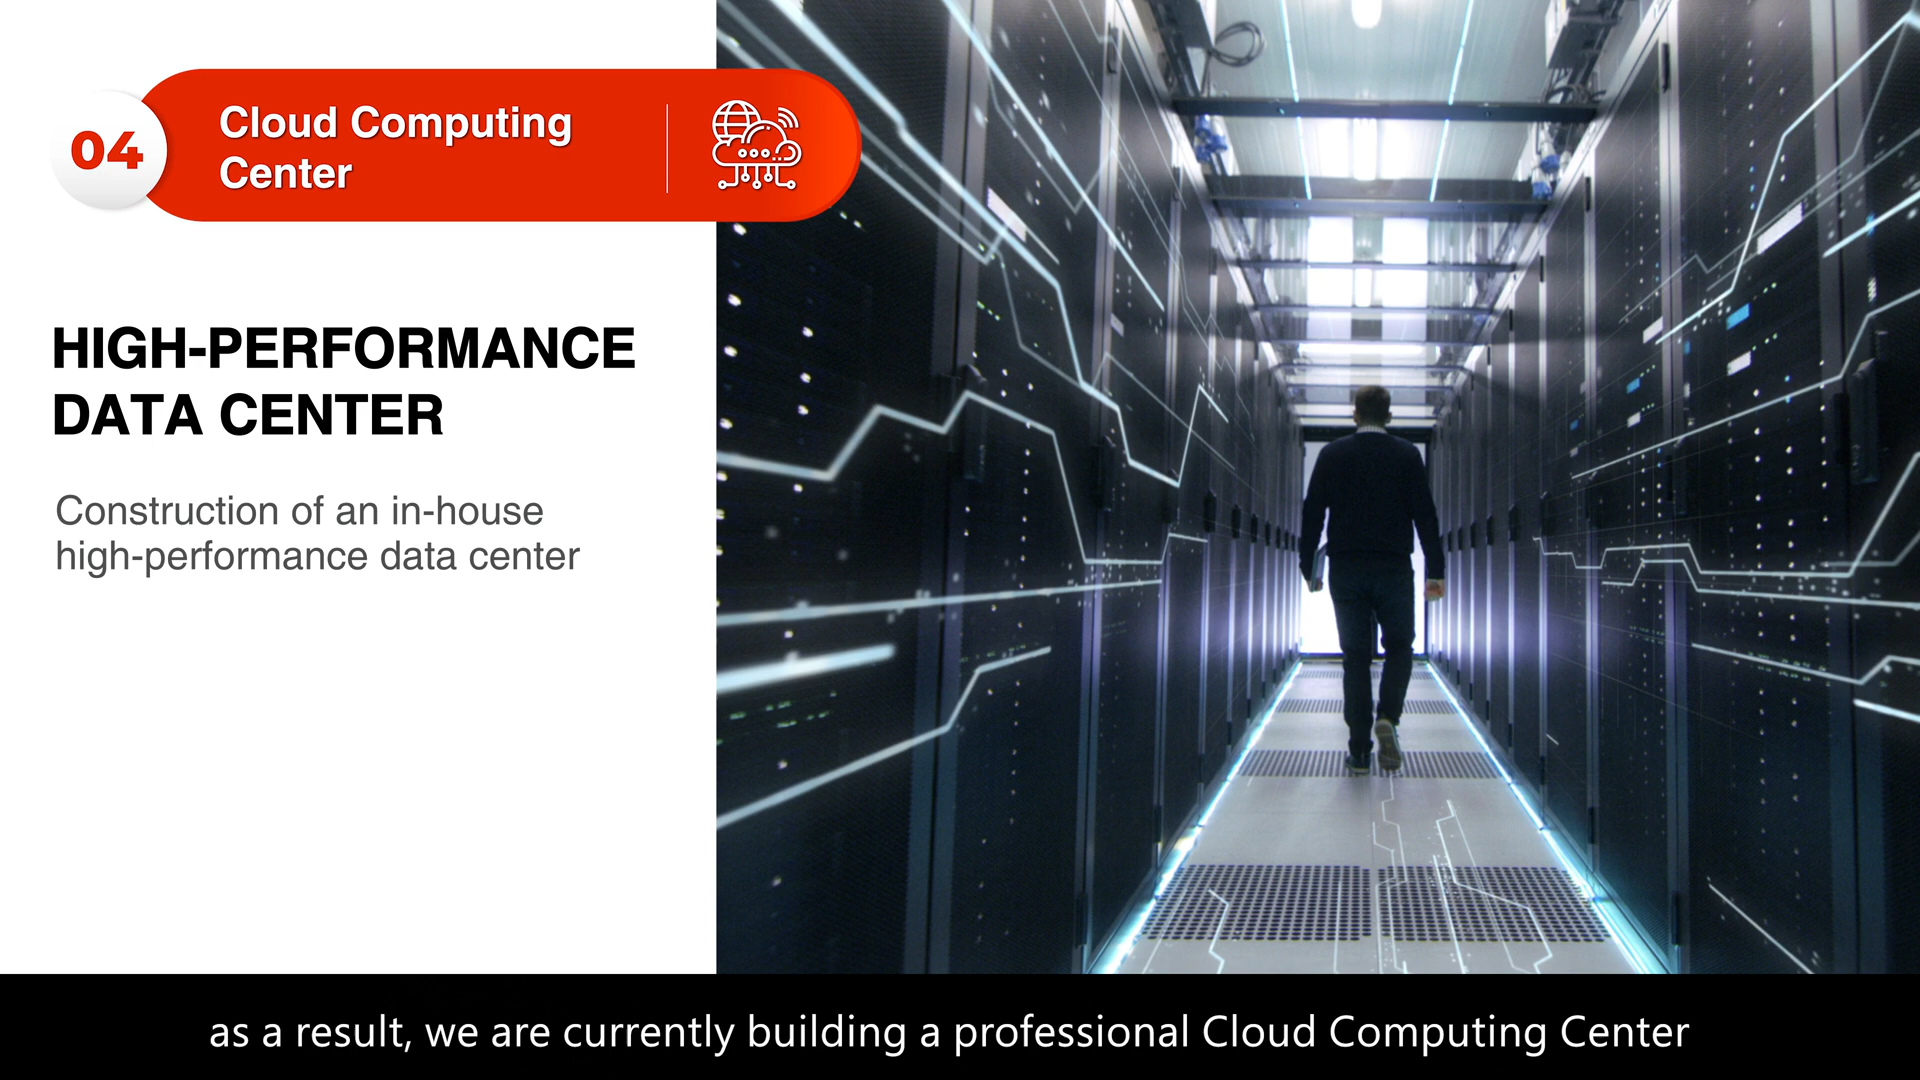 04
Cloud Computing
Center
HIGH-PERFORMANCE
DATA CENTER
Construction of an in-house
high-performance data center
as a result, we are currently building a professional Cloud Computing Center